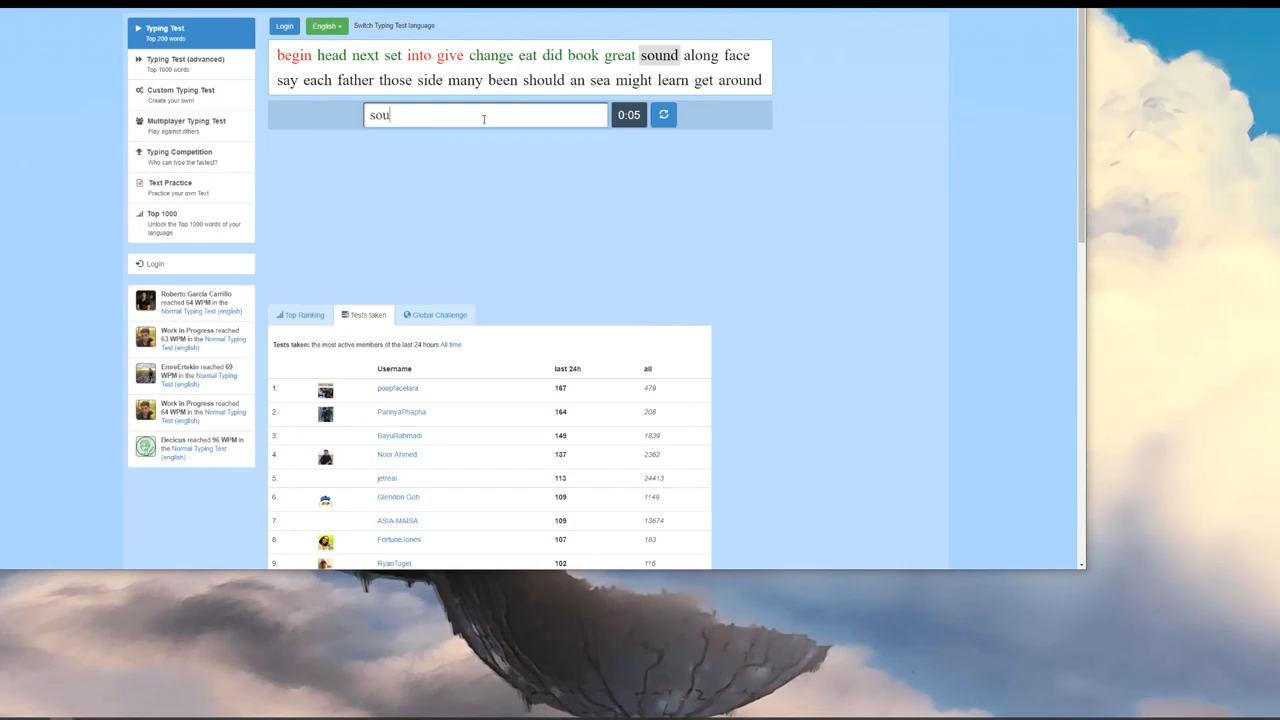 Typing Test
Top 200 words
Typing Test (advanced)
Top 1000 words
Custom Typing Test
Create your own!
Multiplayer Typing Test
Play against others
Typing Competition
Who can type the fastest?
Text Practice
Practice your own Text
Top 1000
Unlock the Top 1000 words of your
language
Login
Roberto Garcia Carrillo
reached 64 WPM in the
Normal Typing Test (english)
Work in Progress reached
63 WPM in the Normal Typing
Test (english)
EmreErtekin reached 69
WPM in the Normal Typing
Test (english)
Work in Progress reached
64 WPM in the Normal Typing
Test (english)
Decicus reached 96 WPM in
the Normal Typing Test
(english)
Login English Switch Typing Test language
begin head next set into give change eat did book great sound along face
say each father those side many been should an sea might learn get around
sou 0:05
Top Ranking Tests taken Global Challenge
Tests taken: the most active members of the last 24 hours All time
Username last 24h all
1. poopfacelara 167 479
2. ParinyaPhapha 164 208
3. BayuRahmadi 149 1839
4. Noor Ahmed 137 2362
5. jetreal 113 24413
6. Glendon Goh 109 1149
7. ASIA-MAISA 109 13674
8. FortuneJones 107 183
9. RyanTogel 102 116